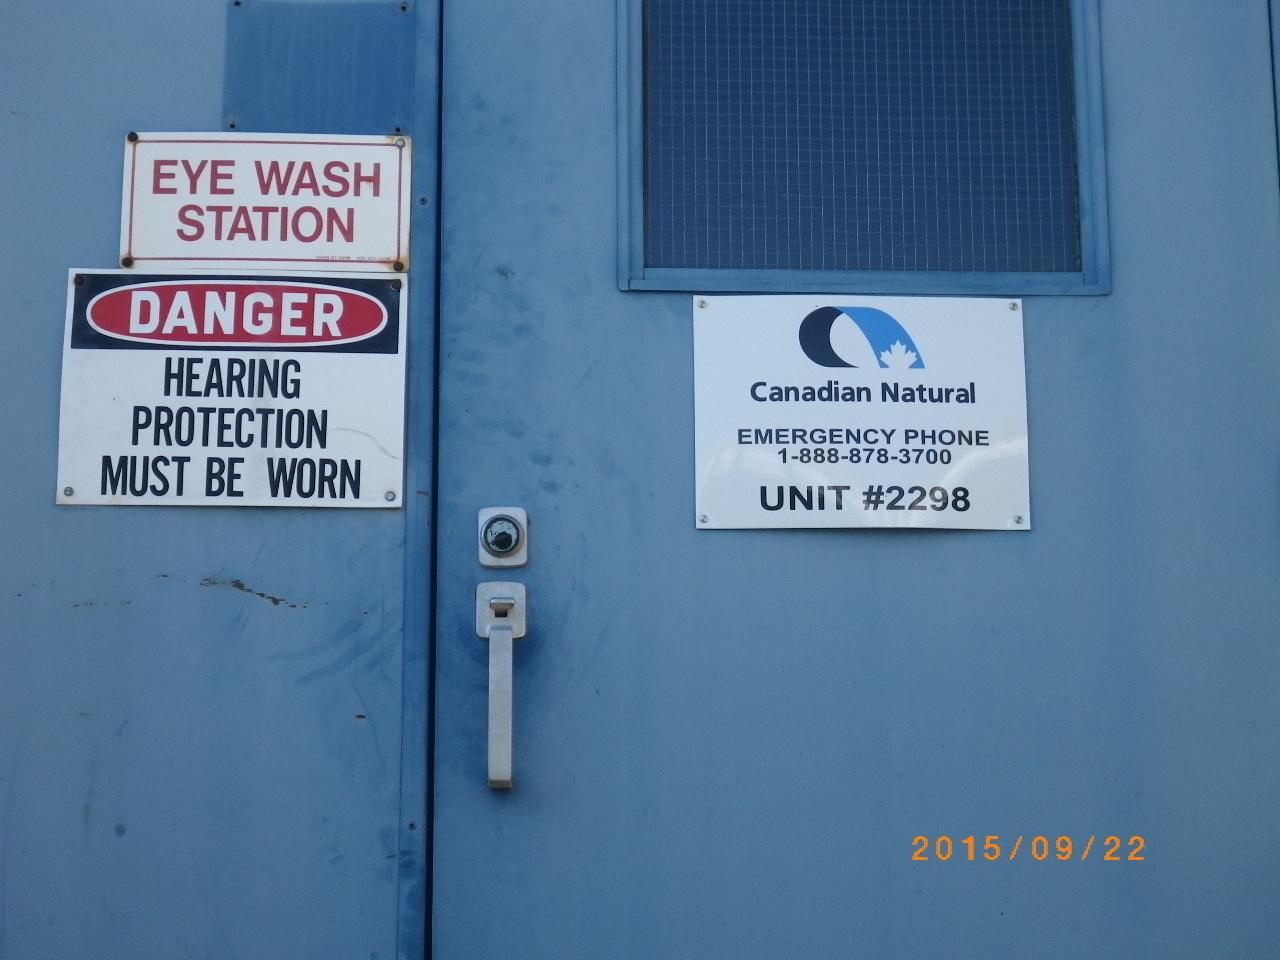 EYE WASH
STATION
DANGER
HEARING
PROTECTION
MUST BE WORN
Canadian Natural
EMERGENCY PHONE
1-888-878-3700
UNIT #2298
2015/09/22